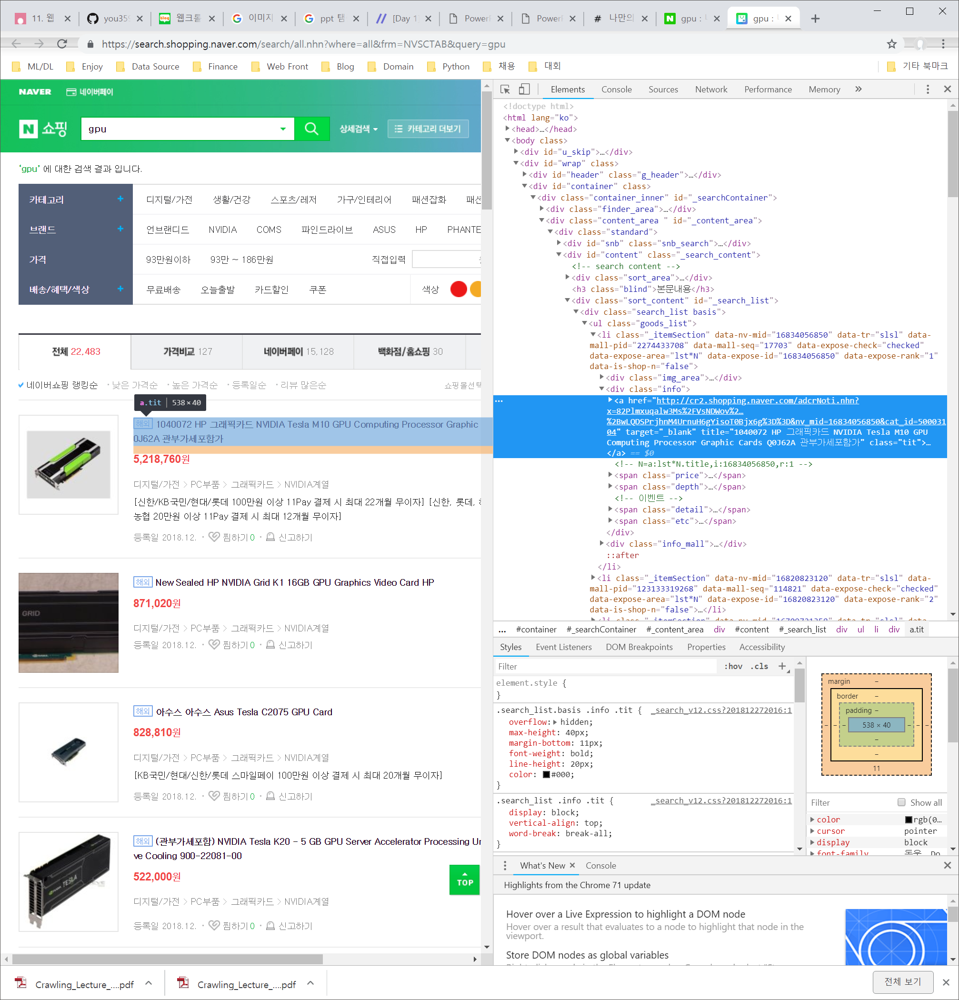 11. 웹
you359
웹크롤
이미지
ppt 탬
[Day 1
Power
Power
나만의
gpu :
gpu :
https://search.shopping.naver.com/search/all.nhn?where=all&frm=NVSCTAB&query=gpu
ML/DL
Enjoy
Data Source
Finance
Web Front
Blog
Domain
Python
채용
대회
기타 북마크
NAVER
네이버페이
N 쇼핑
gpu
상세검색
카테고리 더보기
'gpu' 에 대한 검색 결과 입니다.
카테고리 + 디지털/가전 생활/건강 스포츠/레저 가구/인테리어 패션잡화 패션
브랜드 + 언브랜디드 NVIDIA COMS 파인드라이브 ASUS HP PHANTE
가격 93만원이하 93만 ~ 186만원 직접입력
배송/혜택/색상 + 무료배송 오늘출발 카드할인 쿠폰 색상
전체 22,483 가격비교 127 네이버페이 15,128 백화점/홈쇼핑 30
네이버쇼핑 랭킹순 · 낮은 가격순 · 높은 가격순 · 등록일순 · 리뷰 많은순 쇼핑몰선택
a.tit | 538 × 40
해외 1040072 HP 그래픽카드 NVIDIA Tesla M10 GPU Computing Processor Graphic
0J62A 관부가세포함가
5,218,760원
디지털/가전 > PC부품 > 그래픽카드 > NVIDIA계열
[신한/KB국민/현대/롯데 100만원 이상 11Pay 결제 시 최대 22개월 무이자] [신한, 롯데,
농협 20만원 이상 11Pay 결제 시 최대 12개월 무이자]
등록일 2018.12. · 찜하기 0 · 신고하기
GRID
해외 New Sealed HP NVIDIA Grid K1 16GB GPU Graphics Video Card HP
871,020원
디지털/가전 > PC부품 > 그래픽카드 > NVIDIA계열
등록일 2018.12. · 찜하기 0 · 신고하기
해외 아수스 아수스 Asus Tesla C2075 GPU Card
828,810원
디지털/가전 > PC부품 > 그래픽카드 > NVIDIA계열
[KB국민/현대/신한/롯데 스마일페이 100만원 이상 결제 시 최대 20개월 무이자]
등록일 2018.12. · 찜하기 0 · 신고하기
TESLA
해외 (관부가세포함) NVIDIA Tesla K20 - 5 GB GPU Server Accelerator Processing Un
ve Cooling 900-22081-00
522,000원
디지털/가전 > PC부품 > 그래픽카드 > NVIDIA계열
등록일 2018.12. · 찜하기 0 · 신고하기
TOP
Elements Console Sources Network Performance Memory »
<!doctype html>
<html lang="ko">
<head>…</head>
<body class>
<div id="u_skip">…</div>
<div id="wrap" class>
<div id="header" class="g_header">…</div>
<div id="container" class>
<div class="container_inner" id="_searchContainer">
<div class="finder_area">…</div>
<div class="content_area " id="_content_area">
<div class="standard">
<div id="snb" class="snb_search">…</div>
<div id="content" class="_search_content">
<!-- search content -->
<div class="sort_area">…</div>
<h3 class="blind">본문내용</h3>
<div class="sort_content" id="_search_list">
<div class="search_list basis">
<ul class="goods_list">
<li class="_itemSection" data-nv-mid="16834056850" data-tr="slsl" data-
mall-pid="2274433708" data-mall-seq="17703" data-expose-check="checked"
data-expose-area="lst*N" data-expose-id="16834056850" data-expose-rank="1"
data-is-shop-n="false">
<div class="img_area">…</div>
<div class="info">
<a href="http://cr2.shopping.naver.com/adcrNoti.nhn?
x=82Plmxuqalw3Ms%2FVsNDWov%2…
%2BwLQDSPrjhnM4UrnuH6gYisoT0Bjx6g%3D%3D&nv_mid=16834056850&cat_id=500031
04" target="_blank" title="1040072 HP 그래픽카드 NVIDIA Tesla M10 GPU
Computing Processor Graphic Cards Q0J62A 관부가세포함가" class="tit">…
</a> == $0
<!-- N=a:lst*N.title,i:16834056850,r:1 -->
<span class="price">…</span>
<span class="depth">…</span>
<!-- 이벤트 -->
<span class="detail">…</span>
<span class="etc">…</span>
</div>
<div class="info_mall">…</div>
::after
</li>
<li class="_itemSection" data-nv-mid="16820823120" data-tr="slsl" data-
mall-pid="123133319268" data-mall-seq="114821" data-expose-check="checked"
data-expose-area="lst*N" data-expose-id="16820823120" data-expose-rank="2"
data-is-shop-n="false">…</li>
<li class="_itemSection" data-nv-mid="16709721358" data-tr="slsl" data-
... #container #_searchContainer #_content_area div #content #_search_list div ul li div a.tit
Styles Event Listeners DOM Breakpoints Properties Accessibility
Filter :hov .cls +
element.style {
}
.search_list.basis .info .tit { _search_v12.css?201812272016:1
overflow: hidden;
max-height: 40px;
margin-bottom: 11px;
font-weight: bold;
line-height: 20px;
color: #000;
}
.search_list .info .tit { _search_v12.css?201812272016:1
display: block;
vertical-align: top;
word-break: break-all;
}
margin –
border –
padding –
– – – 538 × 40 – – –
–
–
11
Filter Show all
color rgb(0…
cursor pointer
display block
font-family 돋움, Do
What's New × Console
Highlights from the Chrome 71 update
Hover over a Live Expression to highlight a DOM node
Hover over a result that evaluates to a node to highlight that node in the
viewport.
Store DOM nodes as global variables
Crawling_Lecture_....pdf
Crawling_Lecture_....pdf
전체 보기